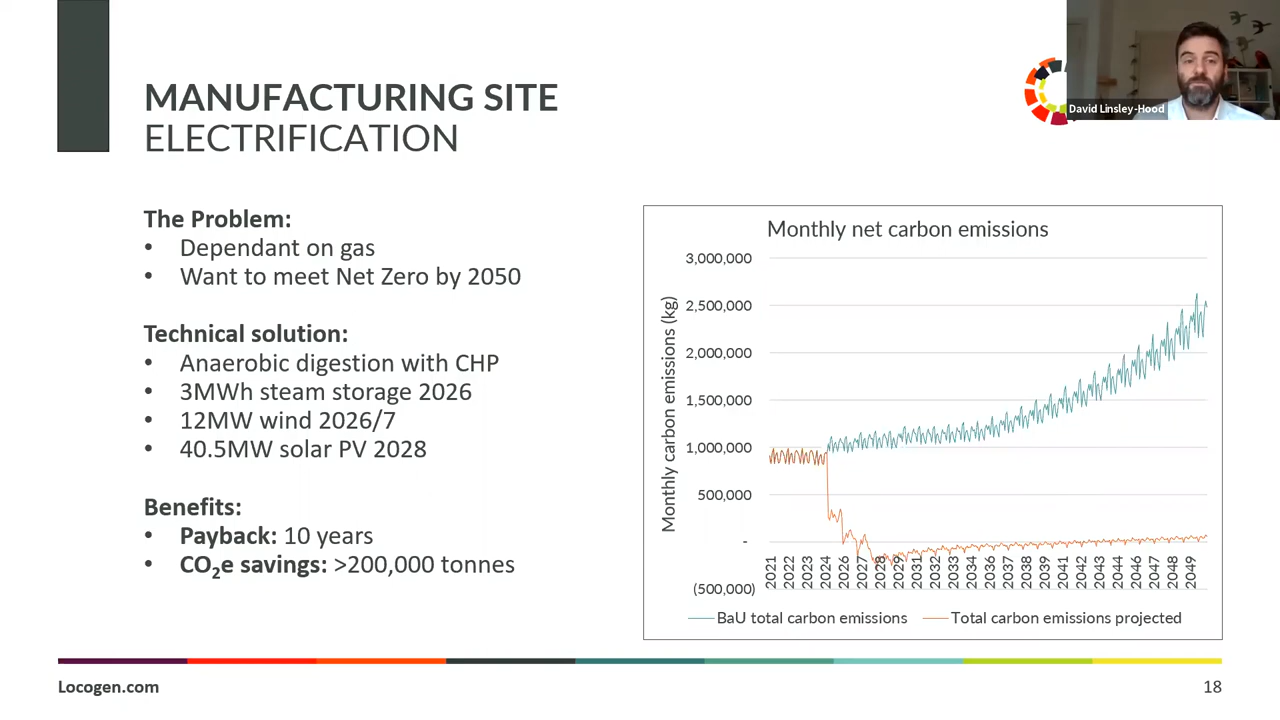 MANUFACTURING SITE
ELECTRIFICATION
David Linsley-Hood
The Problem:
• Dependant on gas
• Want to meet Net Zero by 2050
Technical solution:
• Anaerobic digestion with CHP
• 3MWh steam storage 2026
• 12MW wind 2026/7
• 40.5MW solar PV 2028
Benefits:
• Payback: 10 years
• CO2e savings: >200,000 tonnes
Monthly net carbon emissions
Monthly carbon emissions (kg)
3,000,000
2,500,000
2,000,000
1,500,000
1,000,000
500,000
-
(500,000)
2021 2022 2023 2024 2026 2027 2028 2029 2031 2032 2033 2034 2036 2037 2038 2039 2041 2042 2043 2044 2046 2047 2048 2049
BaU total carbon emissions
Total carbon emissions projected
Locogen.com
18